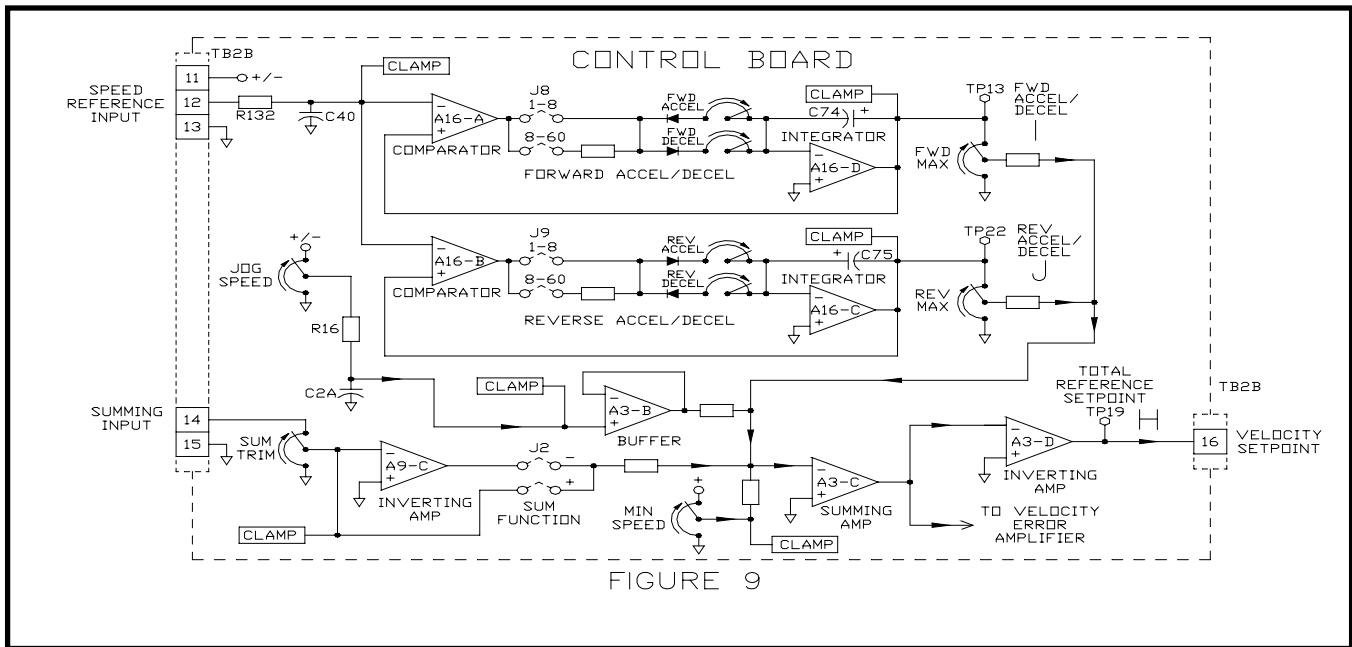 CONTROL BOARD
TB2B
SPEED
REFERENCE
INPUT
11
12
13
+/-
R132
C40
CLAMP
A16-A
-
+
COMPARATOR
J8
1-8
8-60
FWD
ACCEL
FWD
DECEL
FORWARD ACCEL/DECEL
CLAMP
C74
+
INTEGRATOR
A16-D
-
+
TP13
FWD
ACCEL/
DECEL
I
FWD
MAX
A16-B
-
+
COMPARATOR
J9
1-8
8-60
REV
ACCEL
REV
DECEL
REVERSE ACCEL/DECEL
CLAMP
+
C75
INTEGRATOR
A16-C
-
+
TP22
REV
ACCEL/
DECEL
J
REV
MAX
+/-
JOG
SPEED
R16
C2A
CLAMP
A3-B
-
+
BUFFER
SUMMING
INPUT
14
15
SUM
TRIM
A9-C
-
+
INVERTING
AMP
J2
-
+
SUM
FUNCTION
CLAMP
+
MIN
SPEED
CLAMP
A3-C
-
+
SUMMING
AMP
A3-D
-
+
INVERTING
AMP
TO VELOCITY
ERROR
AMPLIFIER
TOTAL
REFERENCE
SETPOINT
TP19
H
TB2B
16
VELOCITY
SETPOINT
FIGURE 9